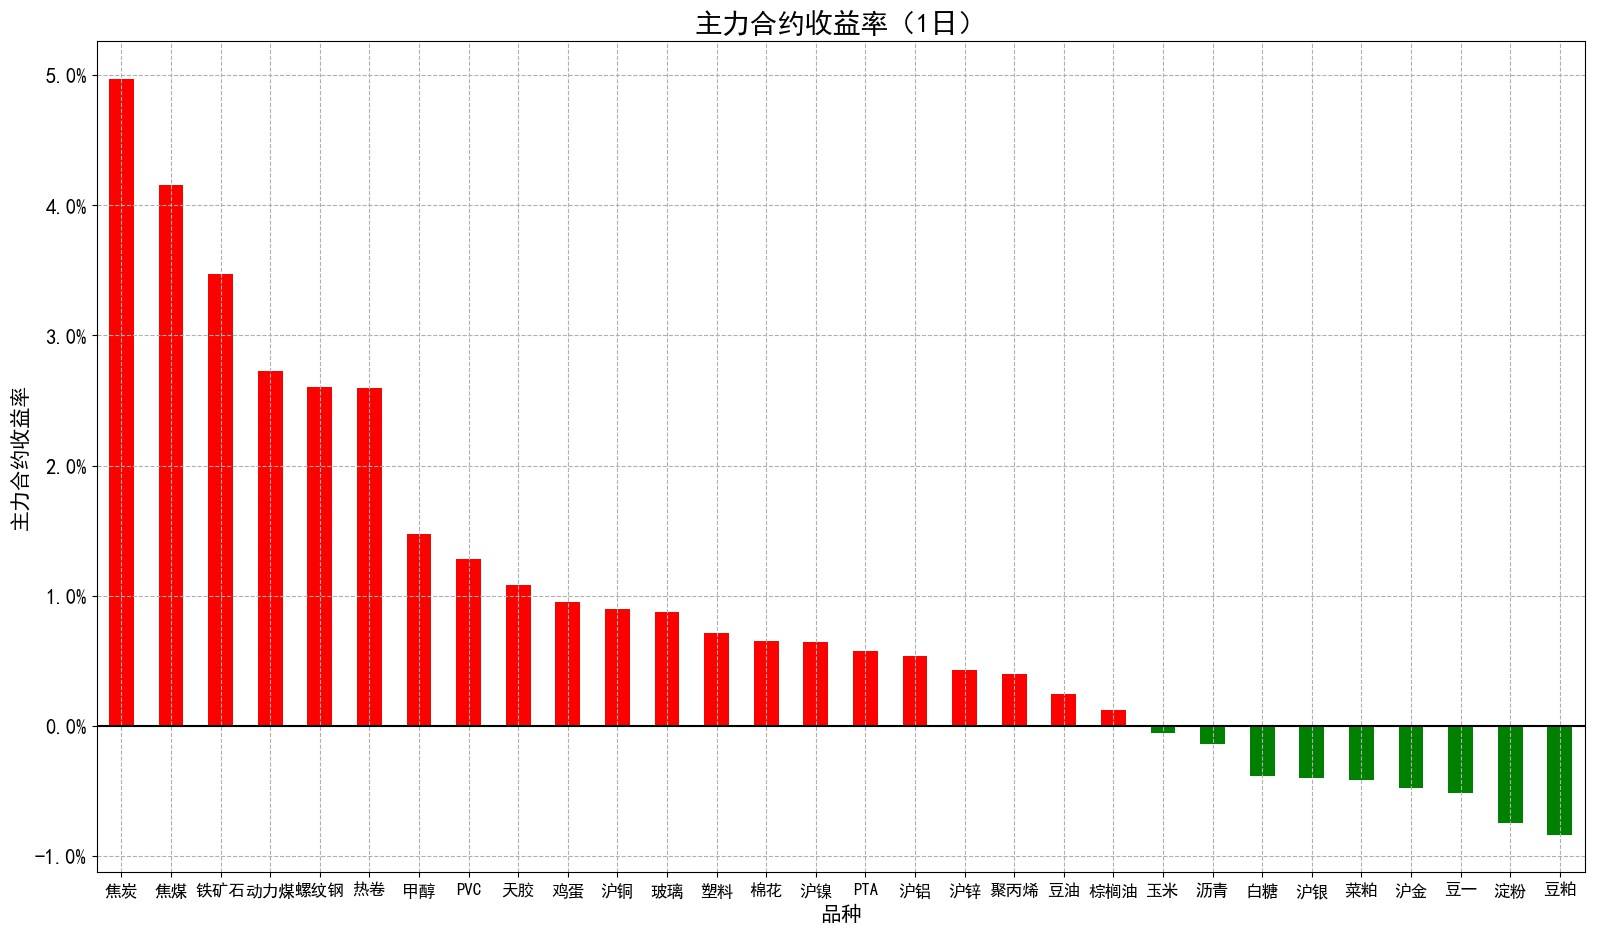 主力合约收益率（1日）
主力合约收益率
5.0%
4.0%
3.0%
2.0%
1.0%
0.0%
−1.0%
焦炭 焦煤 铁矿石 动力煤 螺纹钢 热卷 甲醇 PVC 天胶 鸡蛋 沪铜 玻璃 塑料 棉花 沪镍 PTA 沪铝 沪锌 聚丙烯 豆油 棕榈油 玉米 沥青 白糖 沪银 菜粕 沪金 豆一 淀粉 豆粕
品种